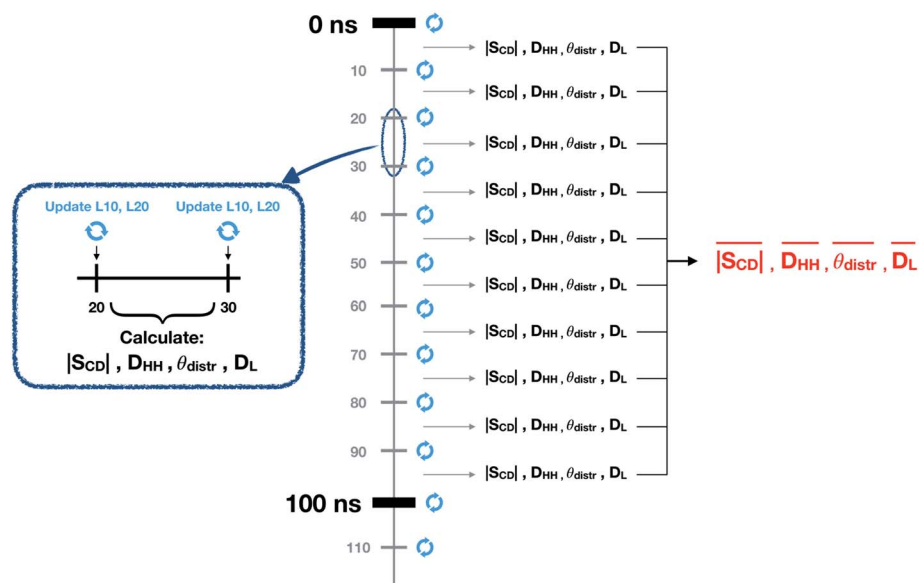 0 ns
|SCD| , DHH , θdistr , DL
10
|SCD| , DHH , θdistr , DL
20
|SCD| , DHH , θdistr , DL
30
|SCD| , DHH , θdistr , DL
40
|SCD| , DHH , θdistr , DL
50
|SCD| , DHH , θdistr , DL
60
|SCD| , DHH , θdistr , DL
70
|SCD| , DHH , θdistr , DL
80
|SCD| , DHH , θdistr , DL
90
|SCD| , DHH , θdistr , DL
100 ns
110
Update L10, L20 Update L10, L20
20 30
Calculate:
|SCD| , DHH , θdistr , DL
|SCD| , DHH , θdistr , DL